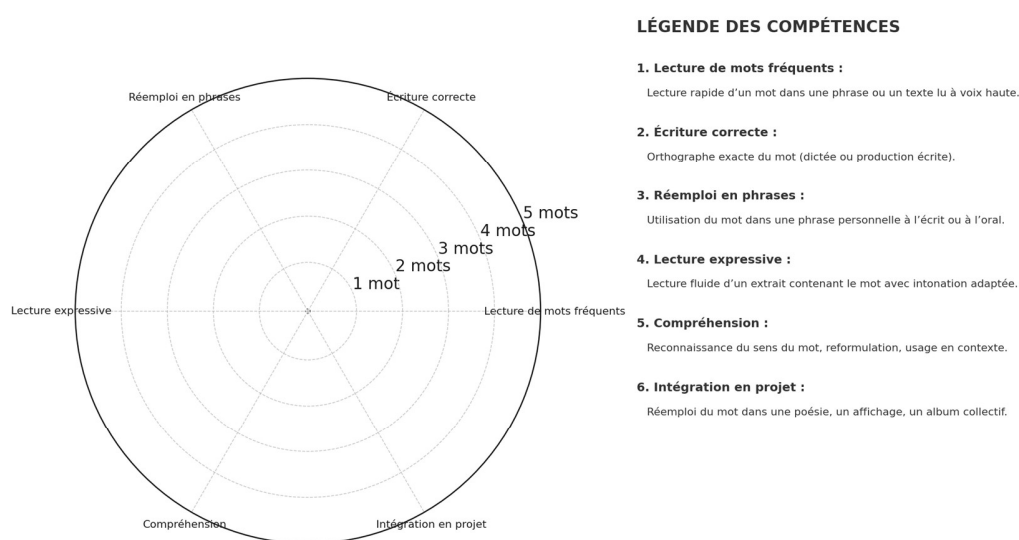 Réemploi en phrases
Écriture correcte
5 mots
4 mots
3 mots
2 mots
1 mot
Lecture expressive
Lecture de mots fréquents
Compréhension
Intégration en projet
LÉGENDE DES COMPÉTENCES
1. Lecture de mots fréquents :
Lecture rapide d’un mot dans une phrase ou un texte lu à voix haute.
2. Écriture correcte :
Orthographe exacte du mot (dictée ou production écrite).
3. Réemploi en phrases :
Utilisation du mot dans une phrase personnelle à l’écrit ou à l’oral.
4. Lecture expressive :
Lecture fluide d’un extrait contenant le mot avec intonation adaptée.
5. Compréhension :
Reconnaissance du sens du mot, reformulation, usage en contexte.
6. Intégration en projet :
Réemploi du mot dans une poésie, un affichage, un album collectif.